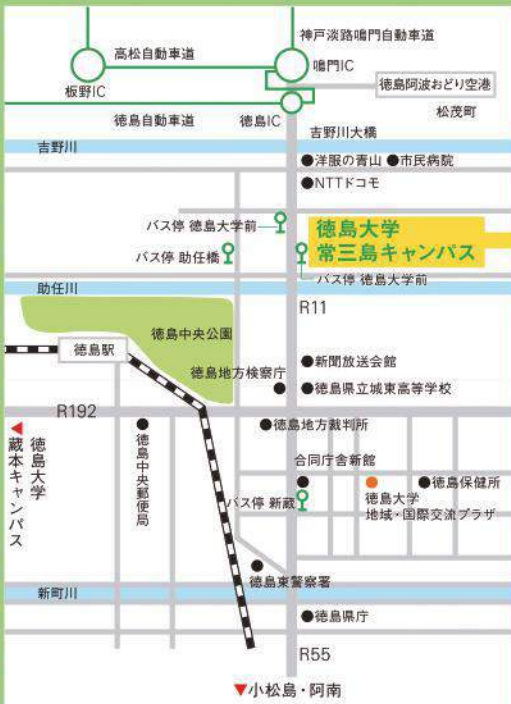 神戸淡路鳴門自動車道
高松自動車道
鳴門IC
板野IC
徳島阿波おどり空港
松茂町
徳島自動車道
徳島IC
吉野川大橋
吉野川
●洋服の青山 ●市民病院
●NTTドコモ
バス停 徳島大学前
徳島大学
常三島キャンパス
バス停 助任橋
バス停 徳島大学前
助任川
R11
徳島中央公園
徳島駅
●新聞放送会館
徳島地方検察庁
●徳島県立城東高等学校
R192
●徳島地方裁判所
徳島大学
蔵本キャンパス
徳島中央郵便局
合同庁舎新館
●徳島保健所
バス停 新蔵
徳島大学
地域・国際交流プラザ
徳島東警察署
新町川
●徳島県庁
R55
▼小松島・阿南